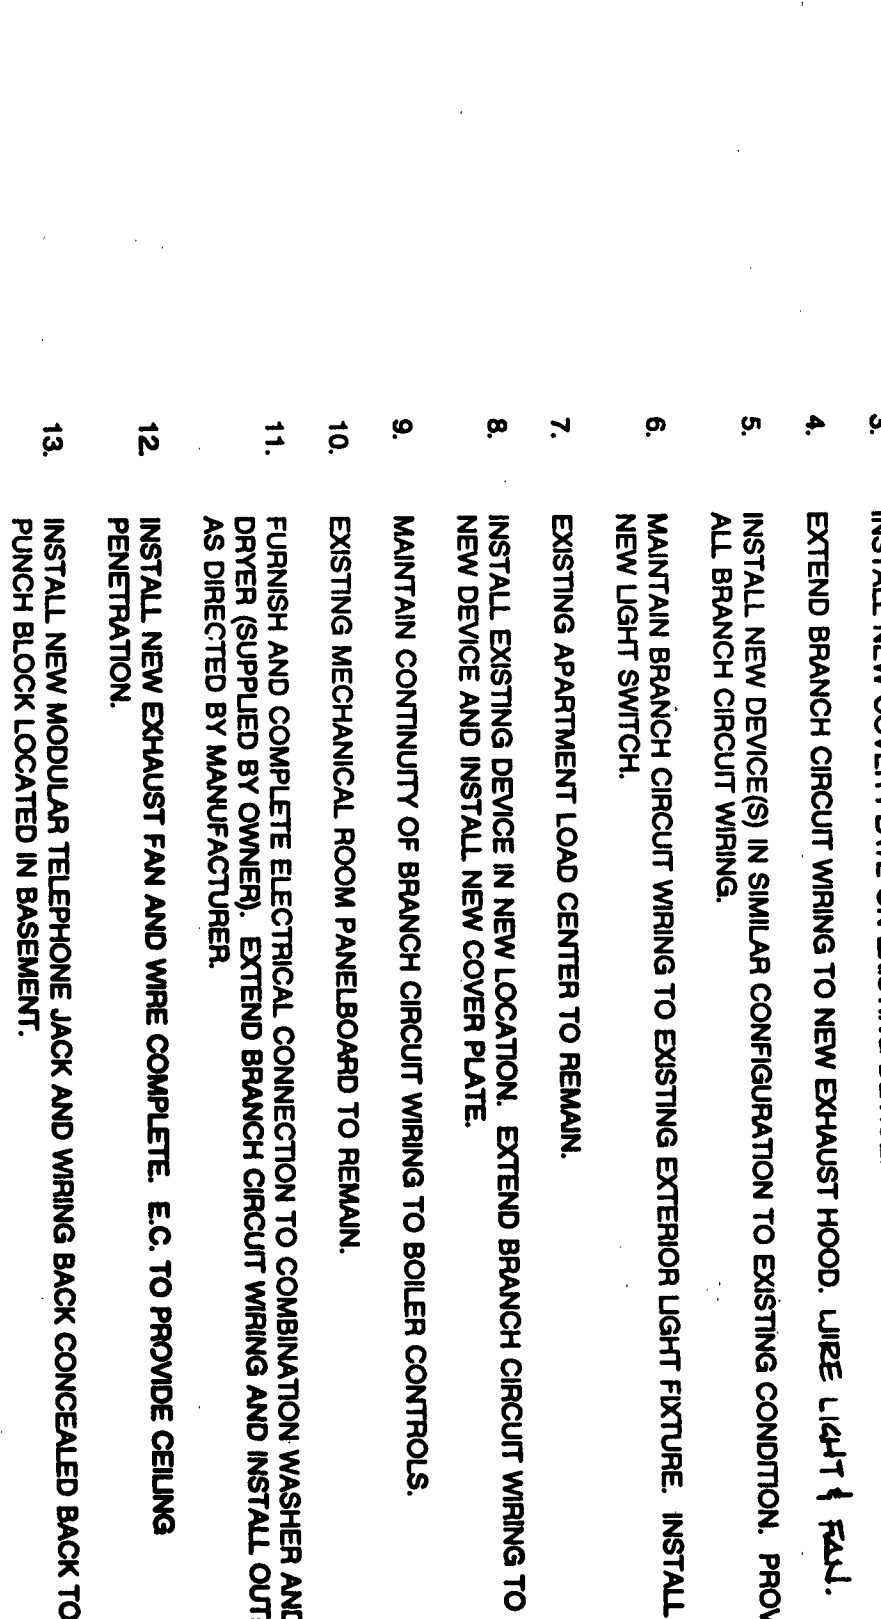 3.
4. EXTEND BRANCH CIRCUIT WIRING TO NEW EXHAUST HOOD. WIRE LIGHT & FAN.
5. INSTALL NEW DEVICE(S) IN SIMILAR CONFIGURATION TO EXISTING CONDITION. PROV
ALL BRANCH CIRCUIT WIRING.
6. MAINTAIN BRANCH CIRCUIT WIRING TO EXISTING EXTERIOR LIGHT FIXTURE. INSTALL
NEW LIGHT SWITCH.
7. EXISTING APARTMENT LOAD CENTER TO REMAIN.
8. INSTALL EXISTING DEVICE IN NEW LOCATION. EXTEND BRANCH CIRCUIT WIRING TO
NEW DEVICE AND INSTALL NEW COVER PLATE.
9. MAINTAIN CONTINUITY OF BRANCH CIRCUIT WIRING TO BOILER CONTROLS.
10. EXISTING MECHANICAL ROOM PANELBOARD TO REMAIN.
11. FURNISH AND COMPLETE ELECTRICAL CONNECTION TO COMBINATION WASHER AND
DRYER (SUPPLIED BY OWNER). EXTEND BRANCH CIRCUIT WIRING AND INSTALL OUT
AS DIRECTED BY MANUFACTURER.
12. INSTALL NEW EXHAUST FAN AND WIRE COMPLETE. E.C. TO PROVIDE CEILING
PENETRATION.
13. INSTALL NEW MODULAR TELEPHONE JACK AND WIRING BACK CONCEALED BACK TO
PUNCH BLOCK LOCATED IN BASEMENT.